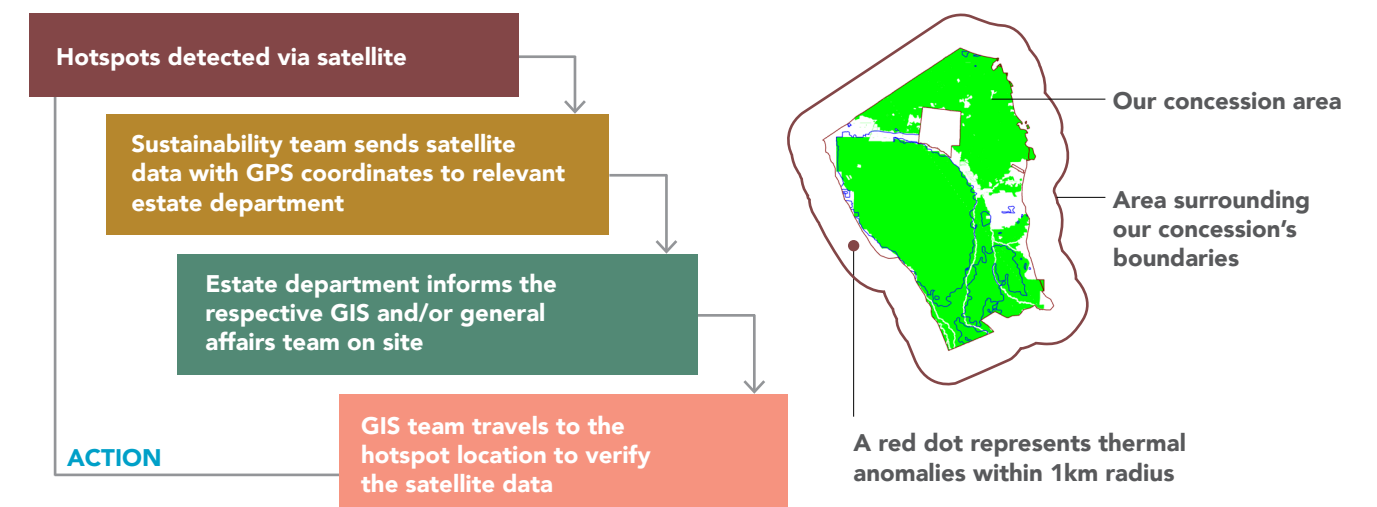 Hotspots detected via satellite
Sustainability team sends satellite
data with GPS coordinates to relevant
estate department
Estate department informs the
respective GIS and/or general
affairs team on site
GIS team travels to the
hotspot location to verify
the satellite data
ACTION
Our concession area
Area surrounding
our concession’s
boundaries
A red dot represents thermal
anomalies within 1km radius